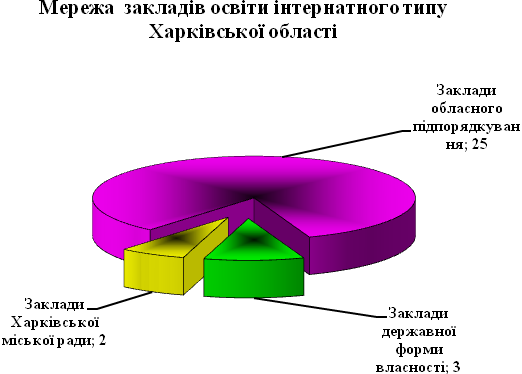 Мережа закладів освіти інтернатного типу
Харківської області
Заклади
обласного
підпорядкуван
ня; 25
Заклади
Харківської
міської ради; 2
Заклади
державної
форми
власності; 3